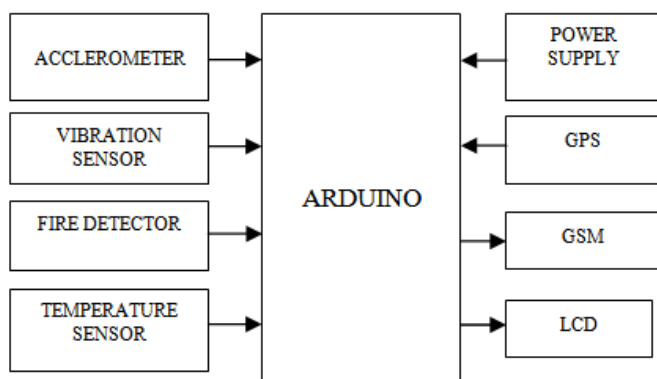 ACCLEROMETER
VIBRATION
SENSOR
FIRE DETECTOR
TEMPERATURE
SENSOR
ARDUINO
POWER
SUPPLY
GPS
GSM
LCD